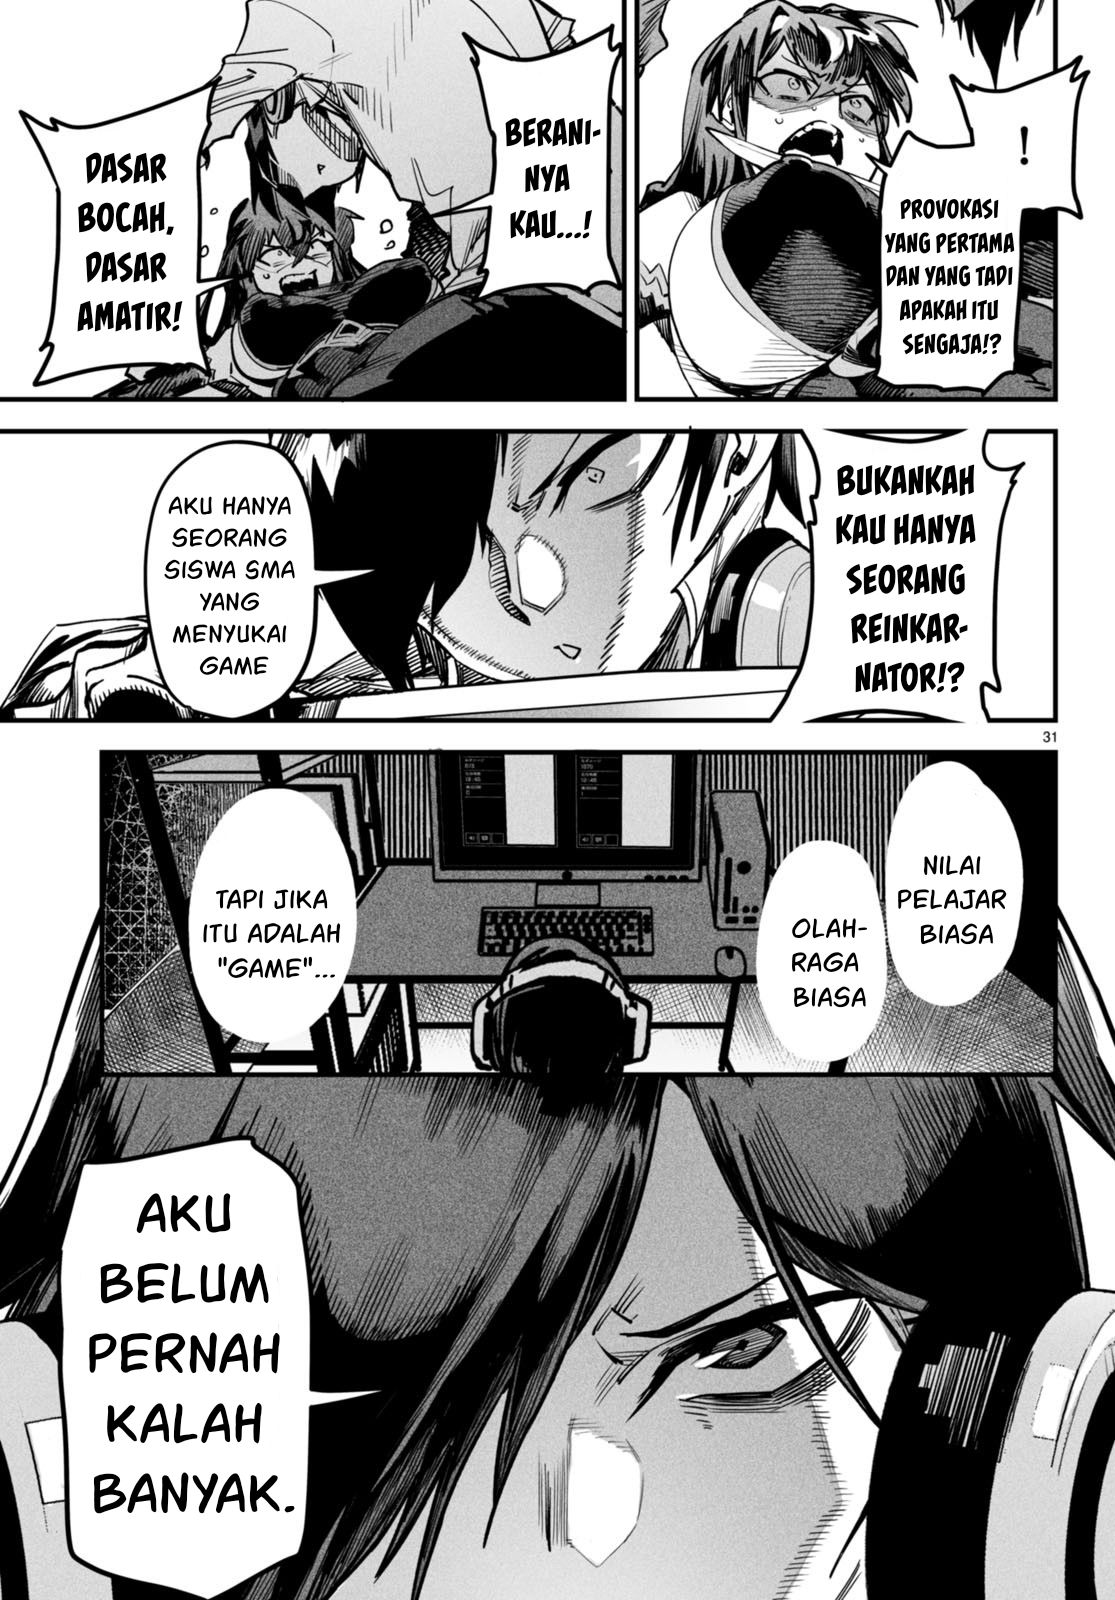 !
PROVOKASI
YANG PERTAMA
DAN YANG TADI
APAKAH ITU
SENGAJA!?
BERANI-
NYA
KAU...!
DASAR
BOCAH,
DASAR
AMATIR!
BUKANKAH
KAU HANYA
SEORANG
REINKAR-
NATOR!?
AKU HANYA
SEORANG
SISWA SMA
YANG
MENYUKAI
GAME
31
NILAI
PELAJAR
BIASA
OLAH-
RAGA
BIASA
TAPI JIKA
ITU ADALAH
"GAME"...
AKU
BELUM
PERNAH
KALAH
BANYAK.